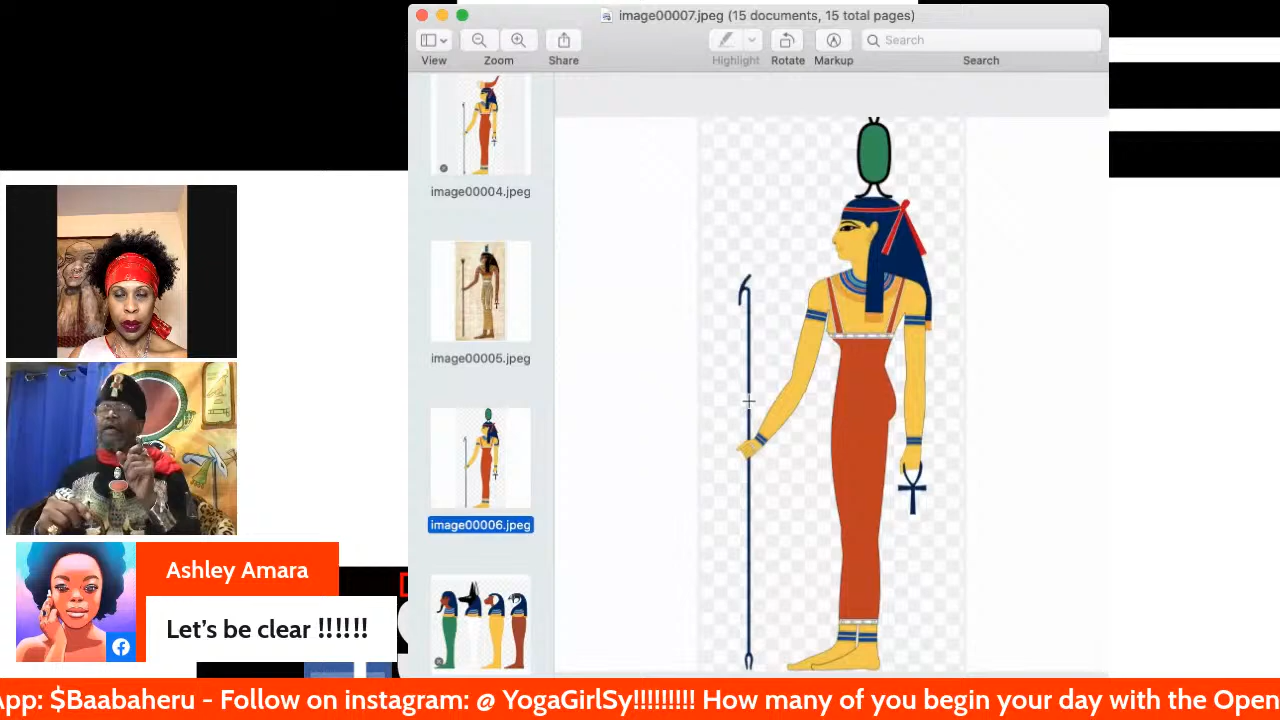 image00007.jpeg (15 documents, 15 total pages)
Search
View
Zoom
Share
Highlight
Rotate
Markup
Search
image00004.jpeg
image00005.jpeg
image00006.jpeg
Ashley Amara
Let's be clear !!!!!!
App: $Baabaheru - Follow on instagram: @ YogaGirlSy!!!!!!!!! How many of you begin your day with the Open